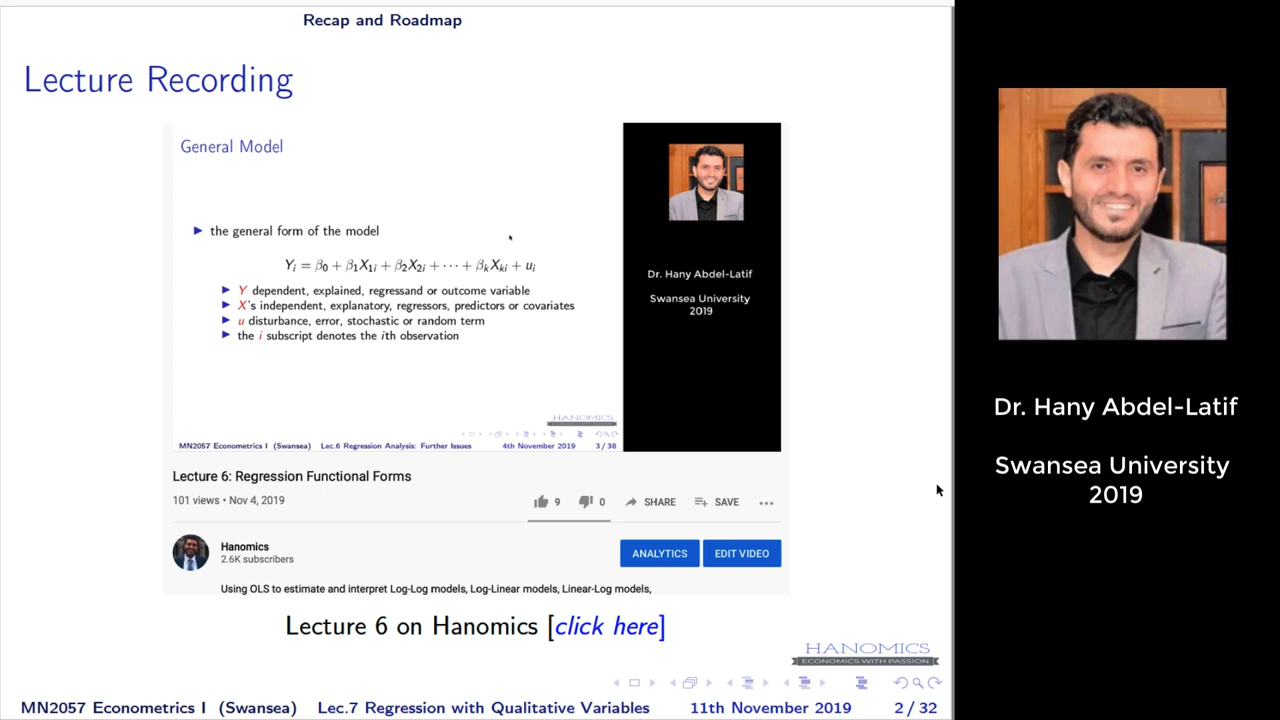 Recap and Roadmap
Lecture Recording
General Model
the general form of the model
Yi = β0 + β1X1i + β2X2i + ··· + βkXki + ui
Y dependent, explained, regressand or outcome variable
X's independent, explanatory, regressors, predictors or covariates
u disturbance, error, stochastic or random term
the i subscript denotes the ith observation
HANOMICS
MN2057 Econometrics I (Swansea) Lec.6 Regression Analysis: Further Issues 4th November 2019 3 / 38
Dr. Hany Abdel-Latif
Swansea University
2019
Lecture 6: Regression Functional Forms
101 views • Nov 4, 2019
9 0 SHARE SAVE ...
Hanomics
2.6K subscribers
ANALYTICS EDIT VIDEO
Using OLS to estimate and interpret Log-Log models, Log-Linear models, Linear-Log models,
Lecture 6 on Hanomics [click here]
HANOMICS
ECONOMICS WITH PASSION
MN2057 Econometrics I (Swansea) Lec.7 Regression with Qualitative Variables 11th November 2019 2 / 32
Dr. Hany Abdel-Latif
Swansea University
2019